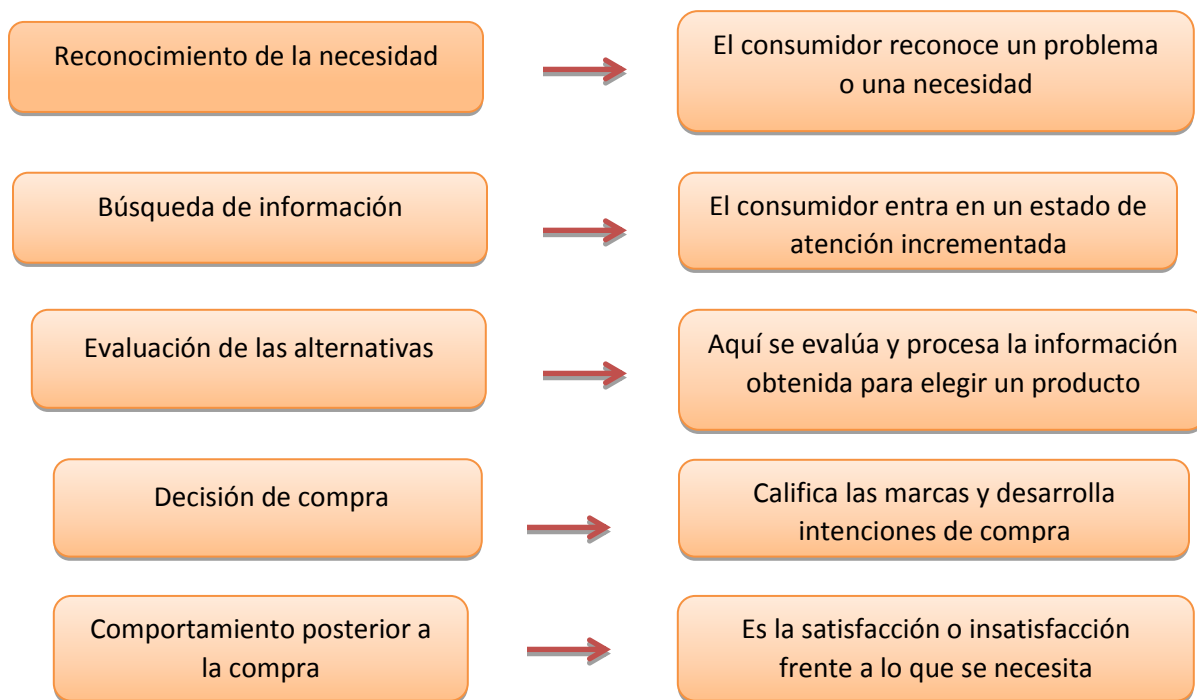 Reconocimiento de la necesidad
El consumidor reconoce un problema
o una necesidad
Búsqueda de información
El consumidor entra en un estado de
atención incrementada
Evaluación de las alternativas
Aquí se evalúa y procesa la información
obtenida para elegir un producto
Decisión de compra
Califica las marcas y desarrolla
intenciones de compra
Comportamiento posterior a
la compra
Es la satisfacción o insatisfacción
frente a lo que se necesita